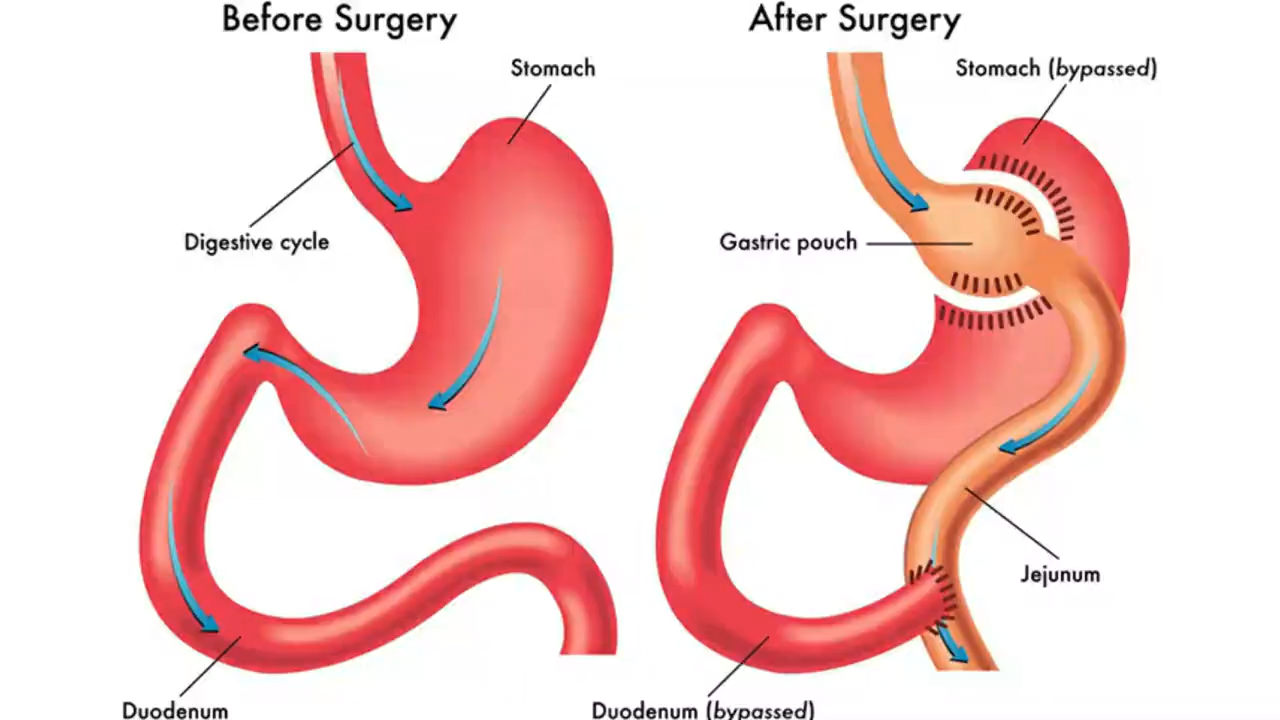 Before Surgery
After Surgery
Stomach
Stomach (bypassed)
Digestive cycle
Gastric pouch
Jejunum
Duodenum
Duodenum (bypassed)